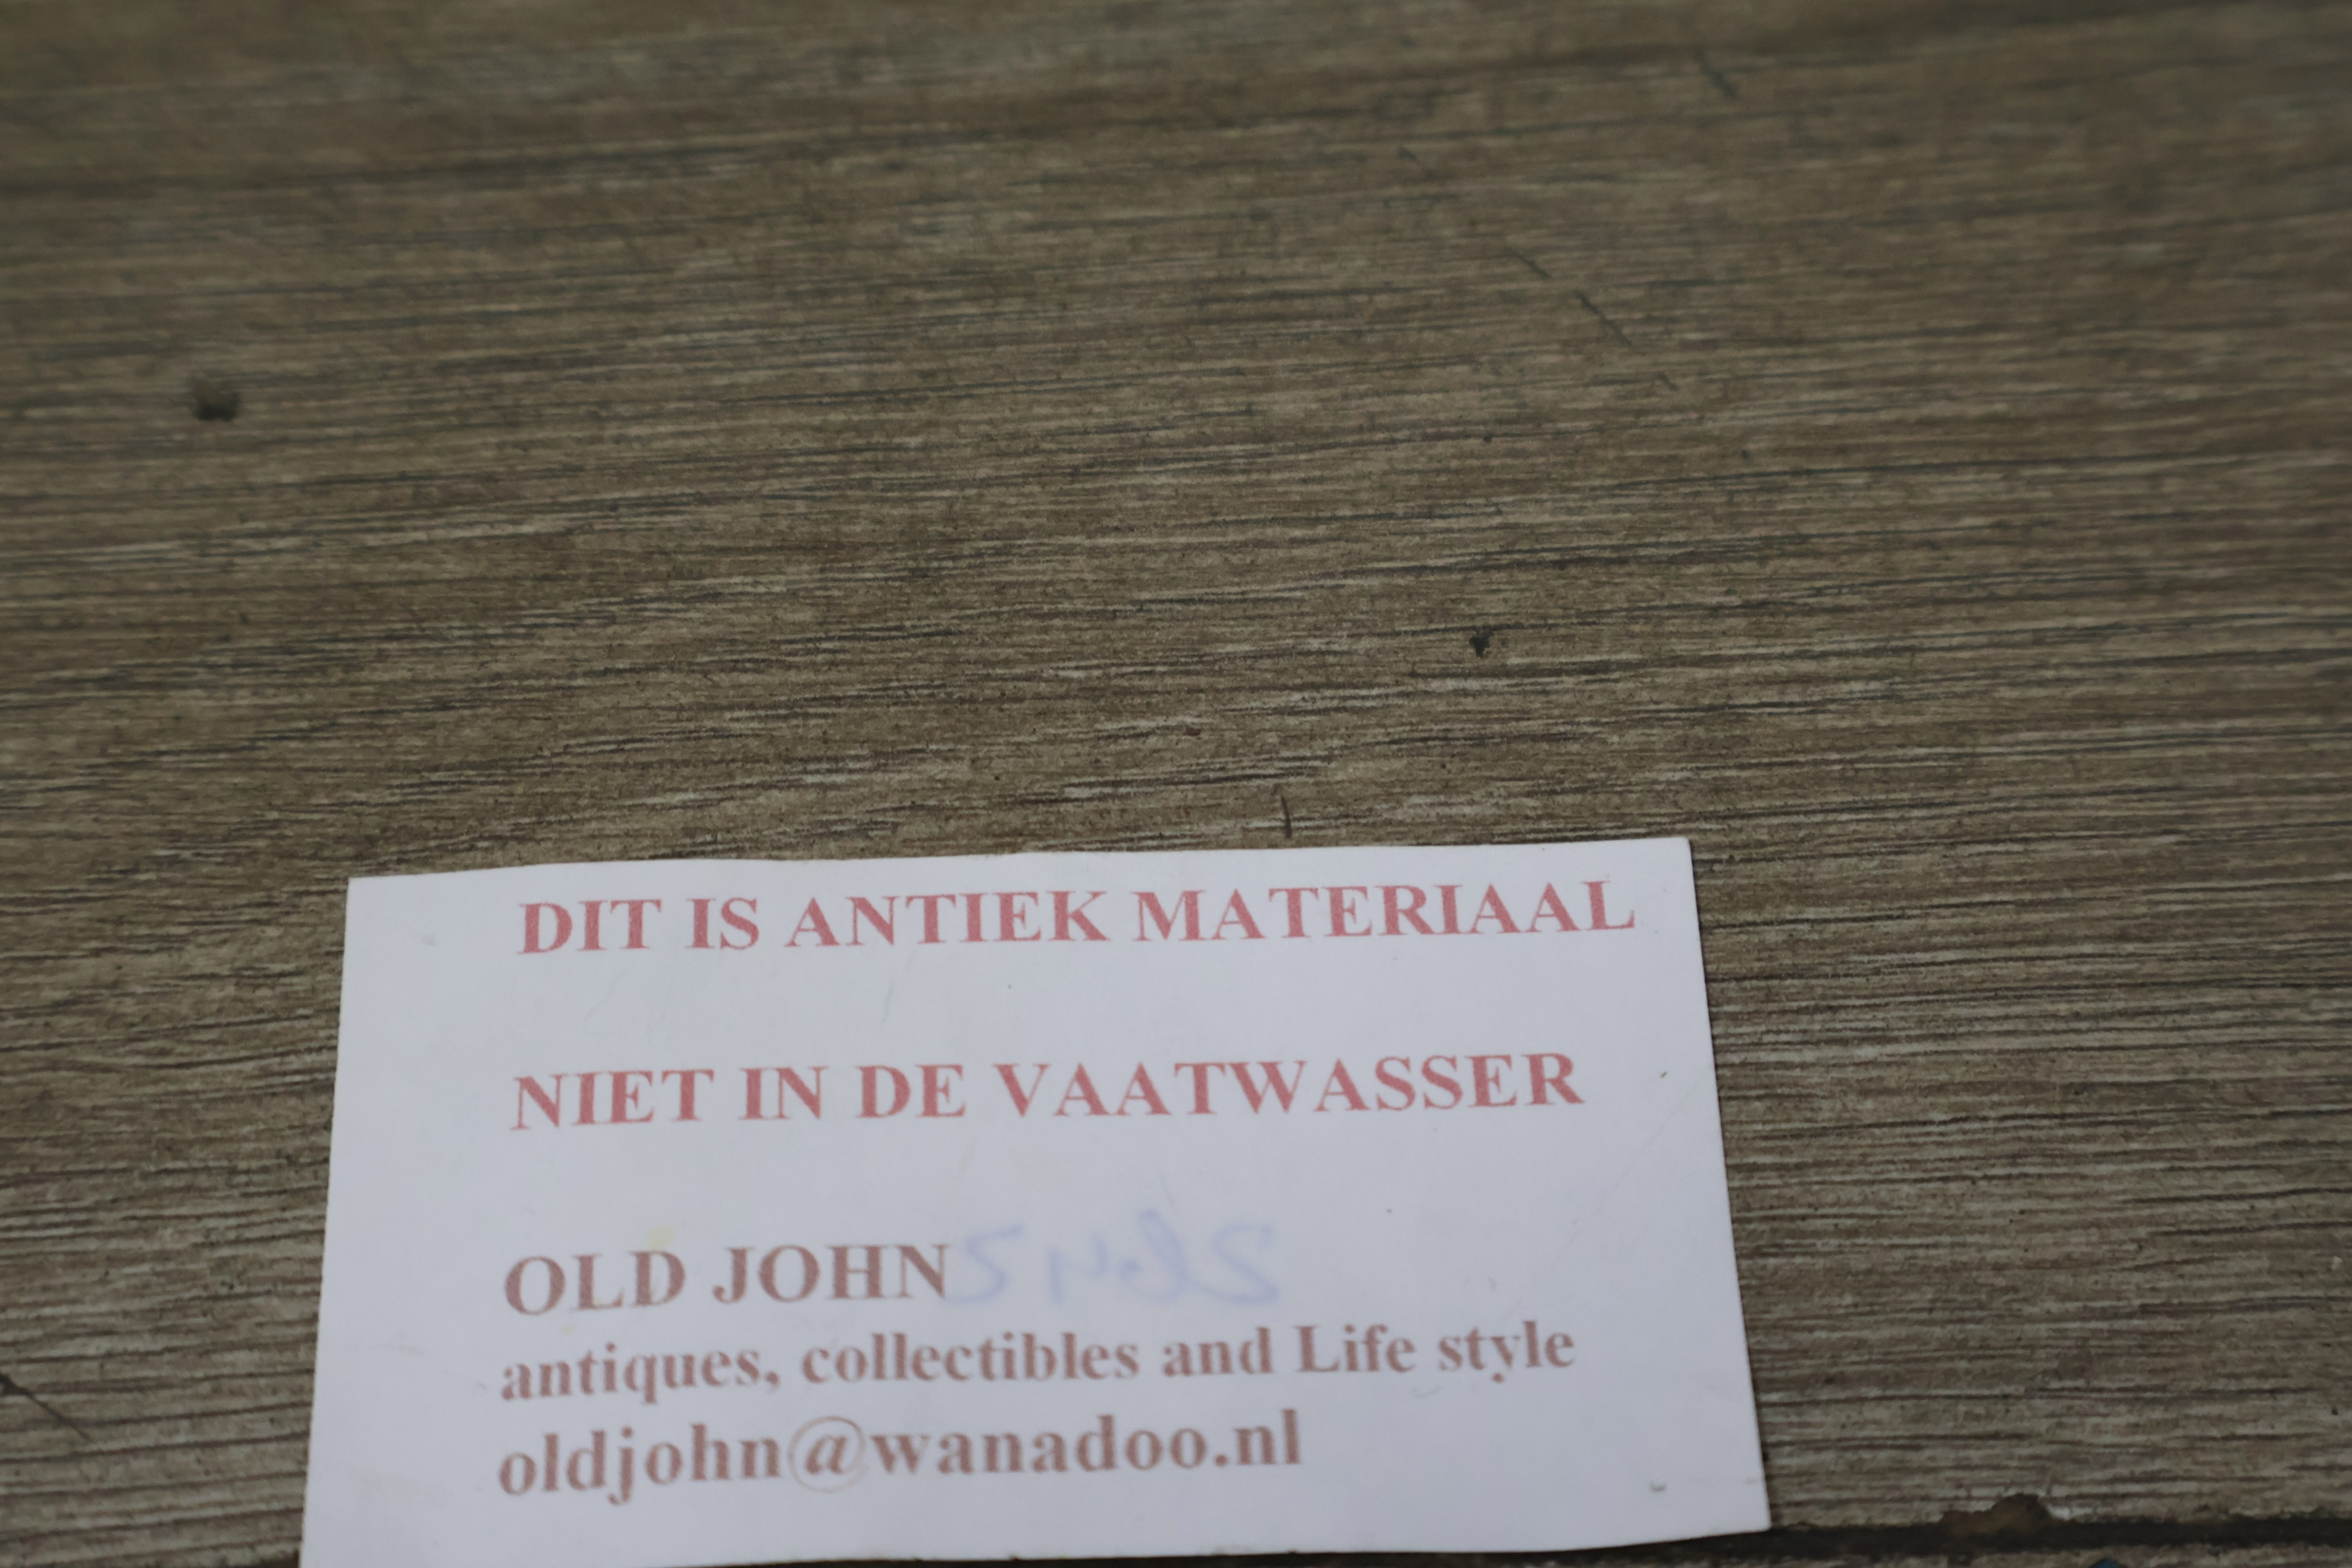 DIT IS ANTIEK MATERIAAL
NIET IN DE VAATWASSER
OLD JOHN
antiques, collectibles and Life style
oldjohn@wanadoo.nl